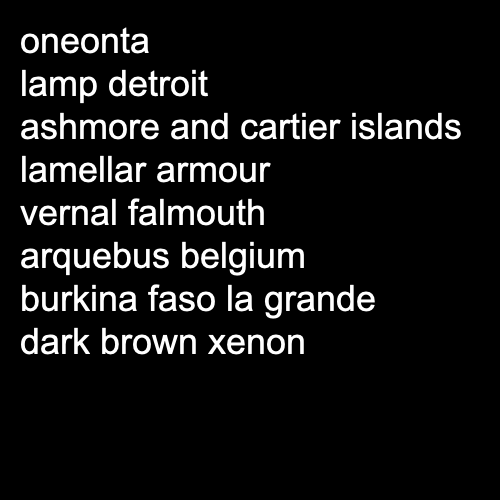 oneonta
lamp detroit
ashmore and cartier islands
lamellar armour
vernal falmouth
arquebus belgium
burkina faso la grande
dark brown xenon